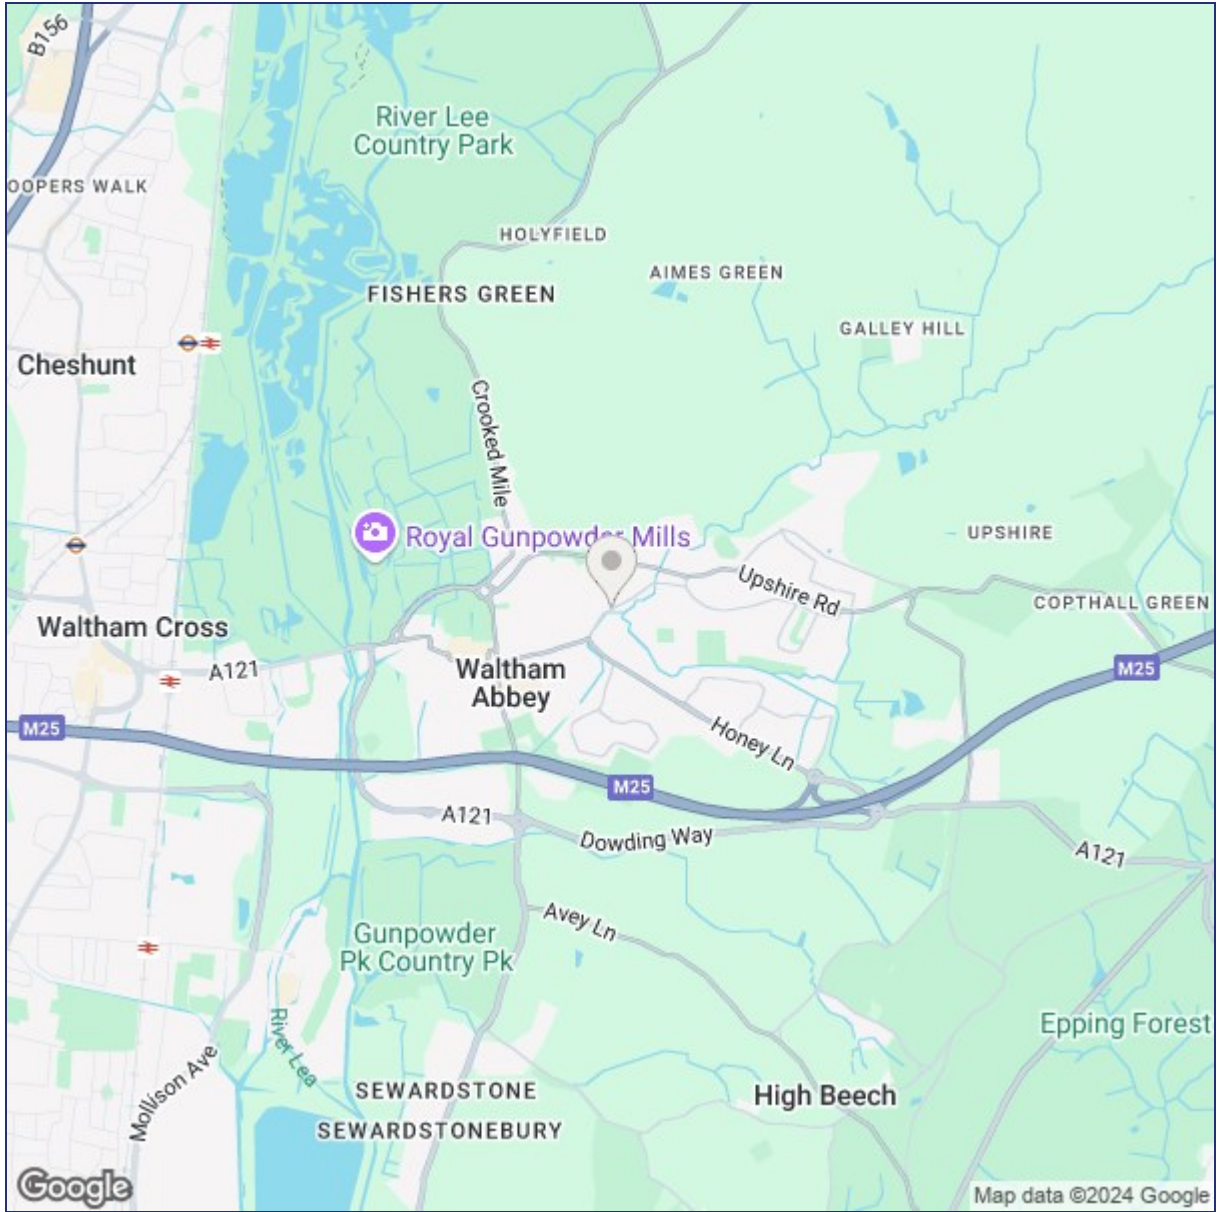 B156
River Lee
Country Park
OOPERS WALK
HOLYFIELD
AIMES GREEN
FISHERS GREEN
GALLEY HILL
Cheshunt
Crooked Mile
Royal Gunpowder Mills
UPSHIRE
Upshire Rd
COPTHALL GREEN
Waltham Cross
A121
Waltham
Abbey
M25
M25
Honey Ln
M25
A121
Dowding Way
A121
Avey Ln
Gunpowder
Pk Country Pk
River Lea
Epping Forest
Mollison Ave
SEWARDSTONE
High Beech
SEWARDSTONEBURY
Google
Map data ©2024 Google